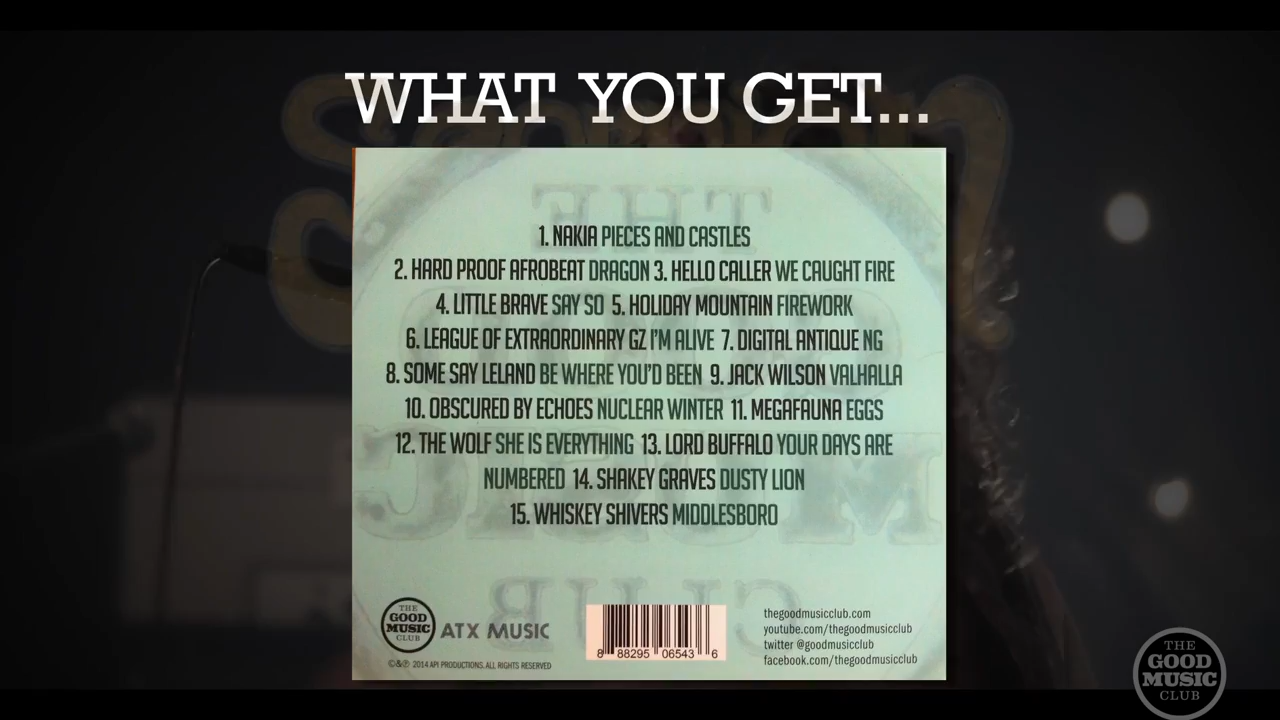 WHAT YOU GET...
THE
1. NAKIA PIECES AND CASTLES
2. HARD PROOF AFROBEAT DRAGON 3. HELLO CALLER WE CAUGHT FIRE
4. LITTLE BRAVE SAY SO 5. HOLIDAY MOUNTAIN FIREWORK
6. LEAGUE OF EXTRAORDINARY GZ I'M ALIVE 7. DIGITAL ANTIQUE NG
8. SOME SAY LELAND BE WHERE YOU'D BEEN 9. JACK WILSON VALHALLA
10. OBSCURED BY ECHOES NUCLEAR WINTER 11. MEGAFAUNA EGGS
12. THE WOLF SHE IS EVERYTHING 13. LORD BUFFALO YOUR DAYS ARE
NUMBERED 14. SHAKEY GRAVES DUSTY LION
15. WHISKEY SHIVERS MIDDLESBORO
GOOD
MUSIC
CLUB
THE
GOOD
MUSIC
CLUB
ATX MUSIC
©&℗ 2014 API PRODUCTIONS. ALL RIGHTS RESERVED
8 88295 06543 6
thegoodmusicclub.com
youtube.com/thegoodmusicclub
twitter @goodmusicclub
facebook.com/thegoodmusicclub
THE
GOOD
MUSIC
CLUB